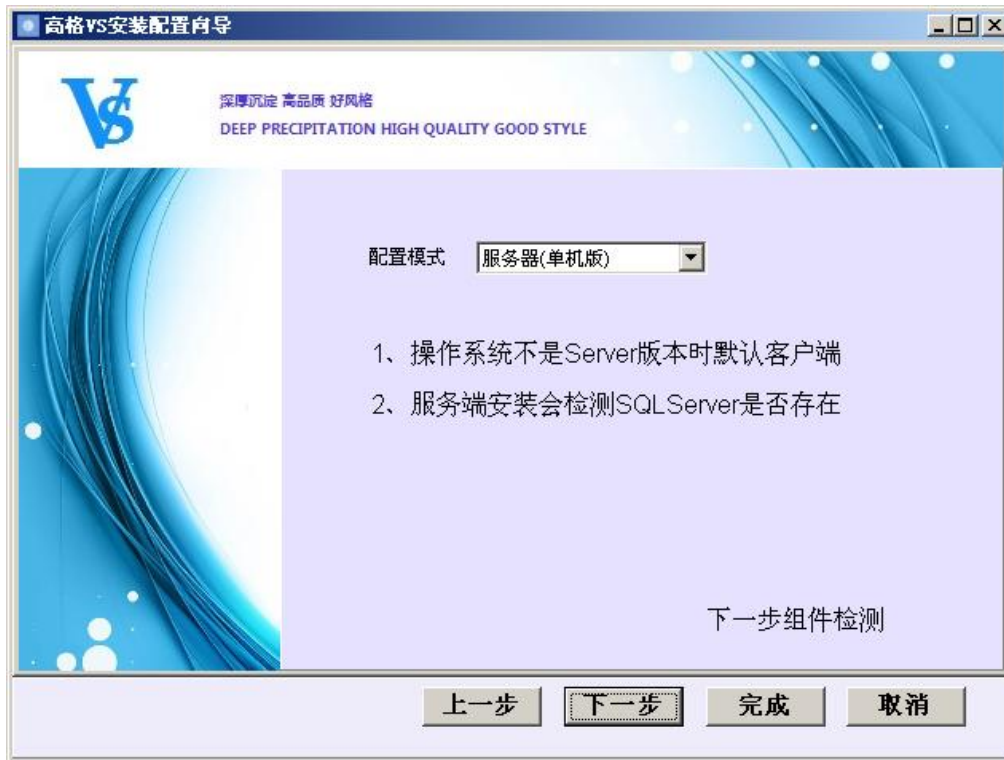 高格VS安装配置向导
VS
深厚沉淀 高品质 好风格
DEEP PRECIPITATION HIGH QUALITY GOOD STYLE
配置模式 服务器(单机版)
1、操作系统不是Server版本时默认客户端
2、服务端安装会检测SQLServer是否存在
下一步组件检测
上一步 下一步 完成 取消